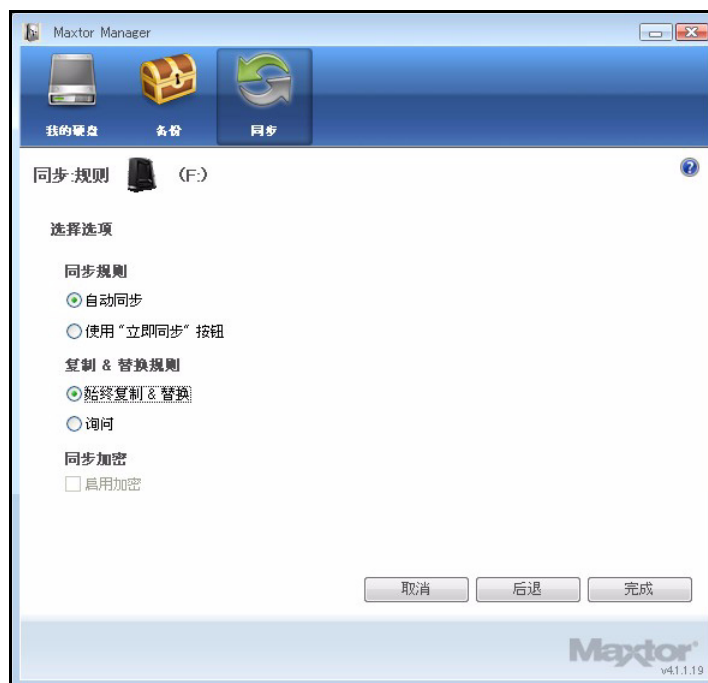 Maxtor Manager
我的硬盘 备份 同步
同步:规则 (F:)
选择选项
同步规则
自动同步
使用“立即同步“ 按钮
复制 & 替换规则
始终复制 & 替换
询问
同步加密
启用加密
取消 后退 完成
Maxtor
v4.1.1.19